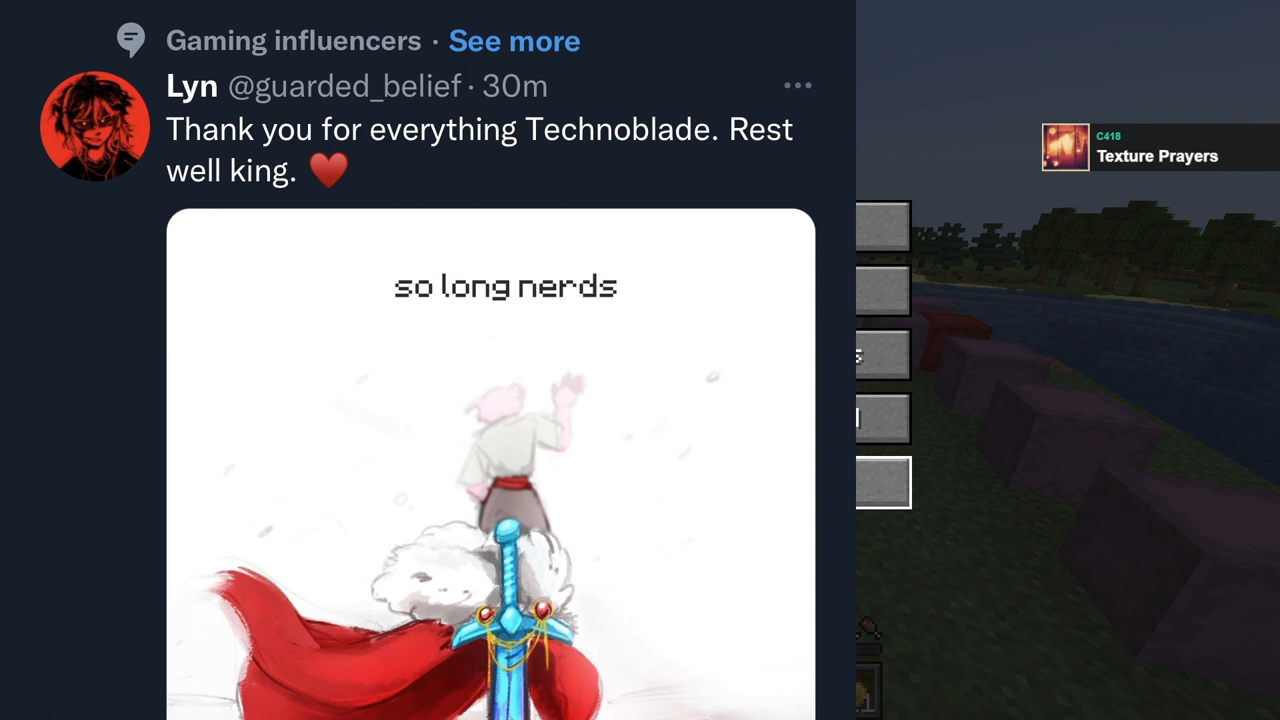 Gaming influencers · See more
Lyn @guarded_belief · 30m
Thank you for everything Technoblade. Rest
well king. ❤️
so long nerds
C418
Texture Prayers
s
l